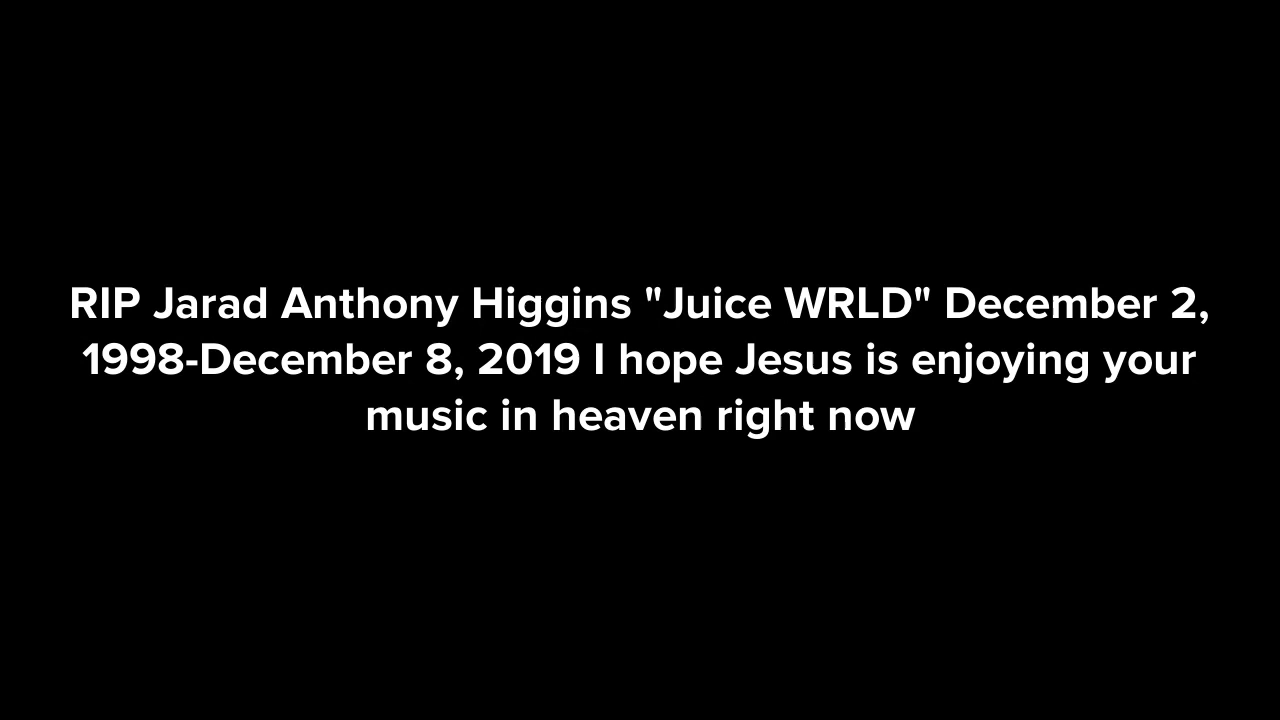 RIP Jarad Anthony Higgins "Juice WRLD" December 2,
1998-December 8, 2019 I hope Jesus is enjoying your
music in heaven right now